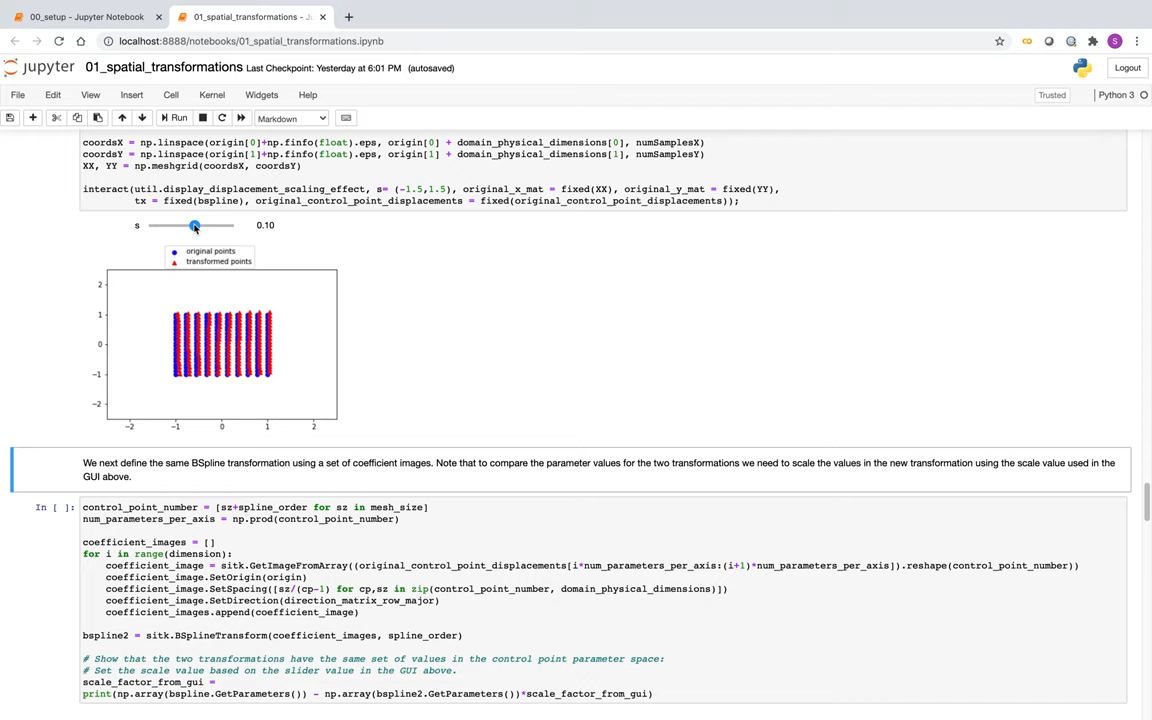 00_setup - Jupyter Notebook
01_spatial_transformations - J
localhost:8888/notebooks/01_spatial_transformations.ipynb
S
jupyter 01_spatial_transformations Last Checkpoint: Yesterday at 6:01 PM (autosaved)
Logout
File Edit View Insert Cell Kernel Widgets Help
Trusted Python 3
Run Markdown
coordsX = np.linspace(origin[0]+np.finfo(float).eps, origin[0] + domain_physical_dimensions[0], numSamplesX)
coordsY = np.linspace(origin[1]+np.finfo(float).eps, origin[1] + domain_physical_dimensions[1], numSamplesY)
XX, YY = np.meshgrid(coordsX, coordsY)
interact(util.display_displacement_scaling_effect, s= (-1.5,1.5), original_x_mat = fixed(XX), original_y_mat = fixed(YY),
tx = fixed(bspline), original_control_point_displacements = fixed(original_control_point_displacements));
s 0.10
original points
transformed points
2
1
0
−1
−2
−2 −1 0 1 2
We next define the same BSpline transformation using a set of coefficient images. Note that to compare the parameter values for the two transformations we need to scale the values in the new transformation using the scale value used in the
GUI above.
In [ ]: control_point_number = [sz+spline_order for sz in mesh_size]
num_parameters_per_axis = np.prod(control_point_number)
coefficient_images = []
for i in range(dimension):
coefficient_image = sitk.GetImageFromArray((original_control_point_displacements[i*num_parameters_per_axis:(i+1)*num_parameters_per_axis]).reshape(control_point_number))
coefficient_image.SetOrigin(origin)
coefficient_image.SetSpacing([sz/(cp-1) for cp,sz in zip(control_point_number, domain_physical_dimensions)])
coefficient_image.SetDirection(direction_matrix_row_major)
coefficient_images.append(coefficient_image)
bspline2 = sitk.BSplineTransform(coefficient_images, spline_order)
# Show that the two transformations have the same set of values in the control point parameter space:
# Set the scale value based on the slider value in the GUI above.
scale_factor_from_gui =
print(np.array(bspline.GetParameters()) - np.array(bspline2.GetParameters())*scale_factor_from_gui)